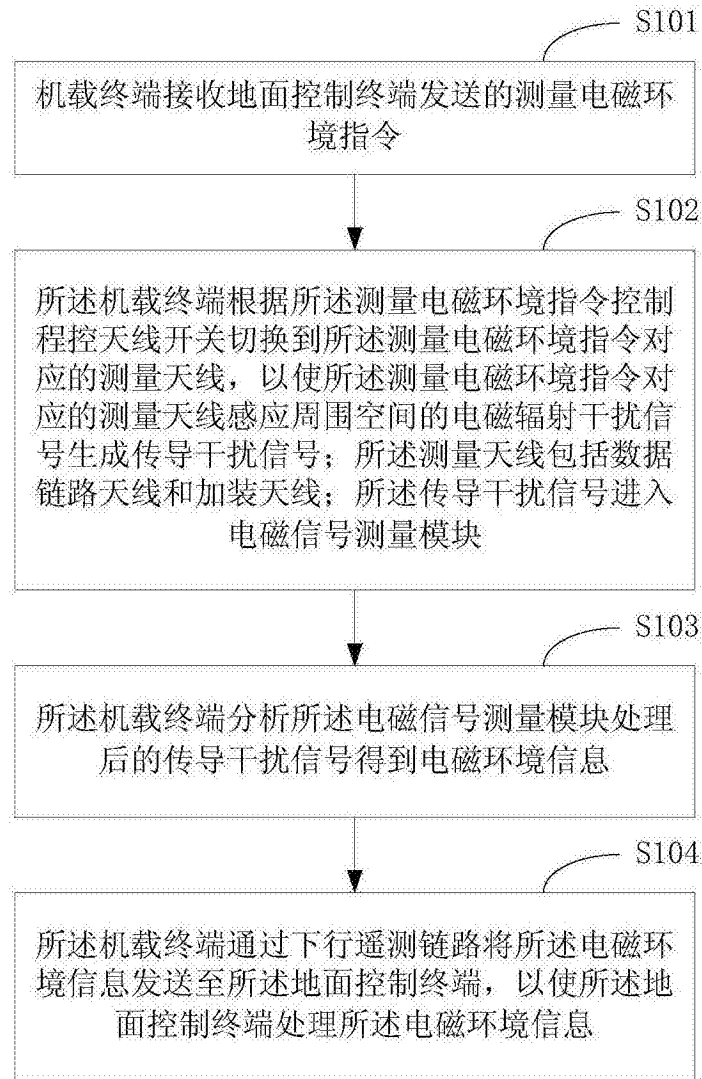 S101
机载终端接收地面控制终端发送的测量电磁环
境指令
S102
所述机载终端根据所述测量电磁环境指令控制
程控天线开关切换到所述测量电磁环境指令对
应的测量天线，以使所述测量电磁环境指令对
应的测量天线感应周围空间的电磁辐射干扰信
号生成传导干扰信号；所述测量天线包括数据
链路天线和加装天线；所述传导干扰信号进入
电磁信号测量模块
S103
所述机载终端分析所述电磁信号测量模块处理
后的传导干扰信号得到电磁环境信息
S104
所述机载终端通过下行遥测链路将所述电磁环
境信息发送至所述地面控制终端，以使所述地
面控制终端处理所述电磁环境信息